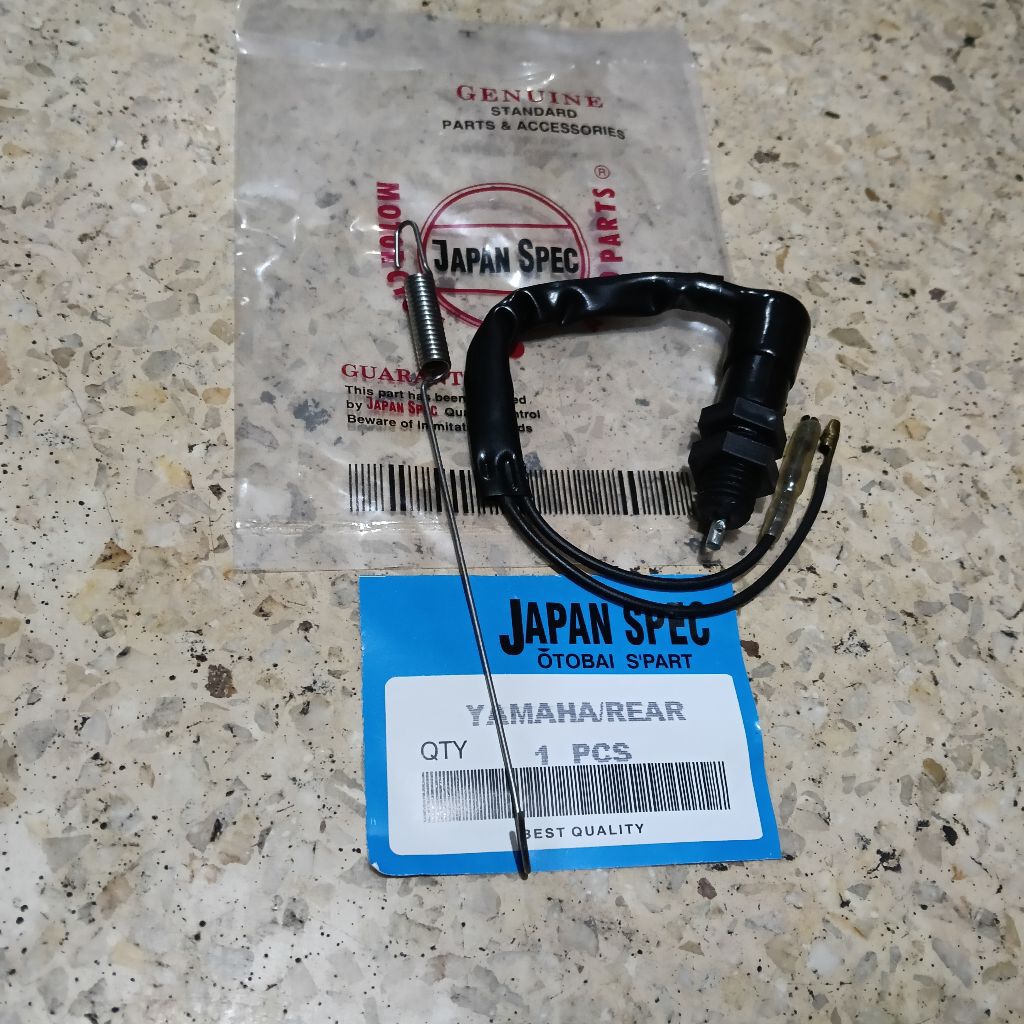 GENUINE
STANDARD
PARTS & ACCESSORIES
PARTS ®
JAPAN SPEC
This part has been
by JAPAN SPEC
Beware of
JAPAN SPEC
ŎTOBAI S'PART
YAMAHA/REAR
QTY 1 PCS
BEST QUALITY